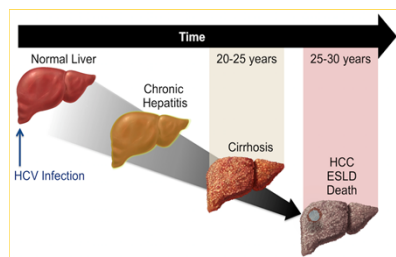 Time
Normal Liver
20-25 years
25-30 years
Chronic
Hepatitis
Cirrhosis
HCC
ESLD
Death
HCV Infection